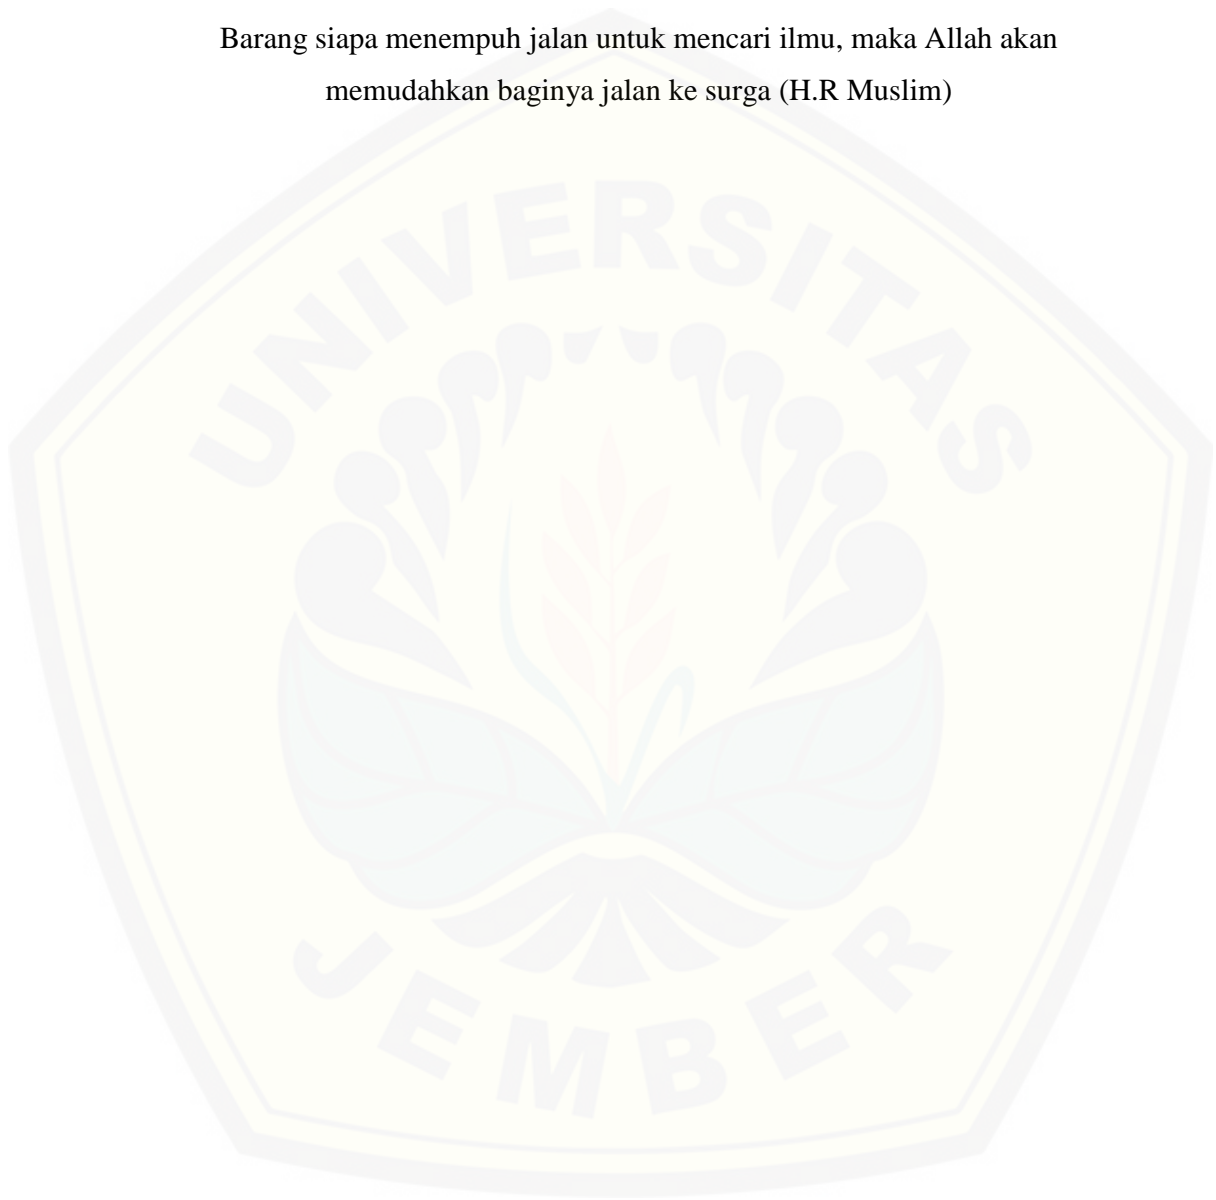 Barang siapa menempuh jalan untuk mencari ilmu, maka Allah akan
memudahkan baginya jalan ke surga (H.R Muslim)
UNIVERSITAS
JEMBER